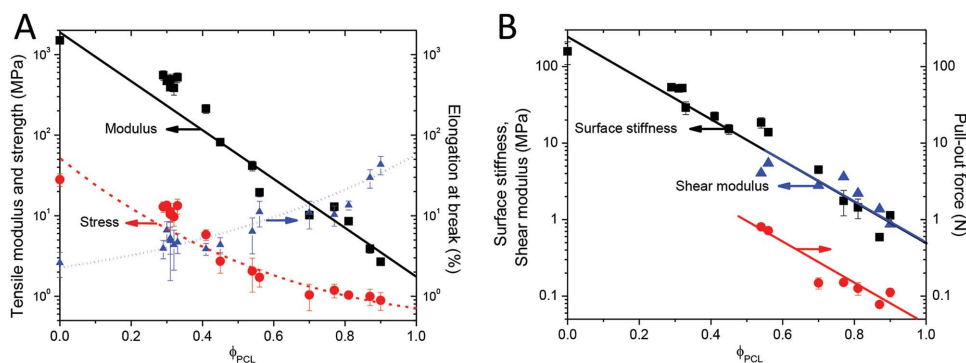 A
Tensile modulus and strength (MPa)
10³
10²
10¹
10⁰
Modulus
Stress
0.0 0.2 0.4 0.6 0.8 1.0
ϕPCL
10³
10²
10¹
10⁰
Elongation at break (%)
B
Surface stiffness,
Shear modulus (MPa)
100
10
1
0.1
Surface stiffness
Shear modulus
0.0 0.2 0.4 0.6 0.8 1.0
ϕPCL
100
10
1
0.1
Pull-out force (N)